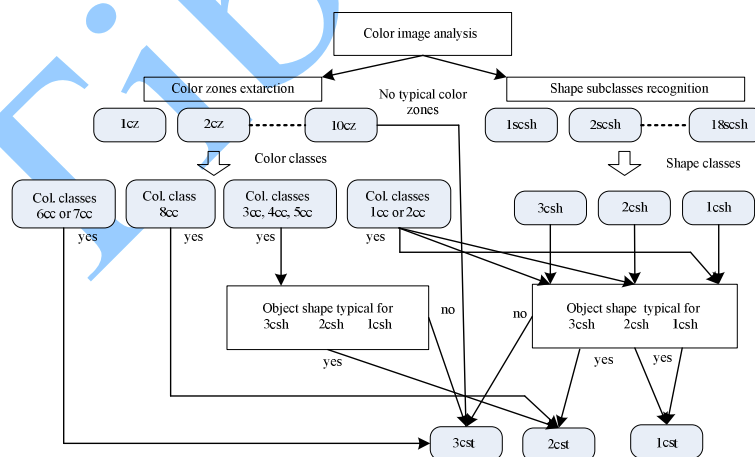 Color image analysis
Color zones extarction
No typical color
zones
Shape subclasses recognition
1cz
2cz
10cz
1scsh
2scsh
18scsh
Color classes
Shape classes
Col. classes
6cc or 7cc
Col. class
8cc
Col. classes
3cc, 4cc, 5cc
Col. classes
1cc or 2cc
3csh
2csh
1csh
yes
yes
yes
yes
Object shape typical for
3csh 2csh 1csh
no
no
Object shape typical for
3csh 2csh 1csh
yes
yes
yes
3cst
2cst
1cst